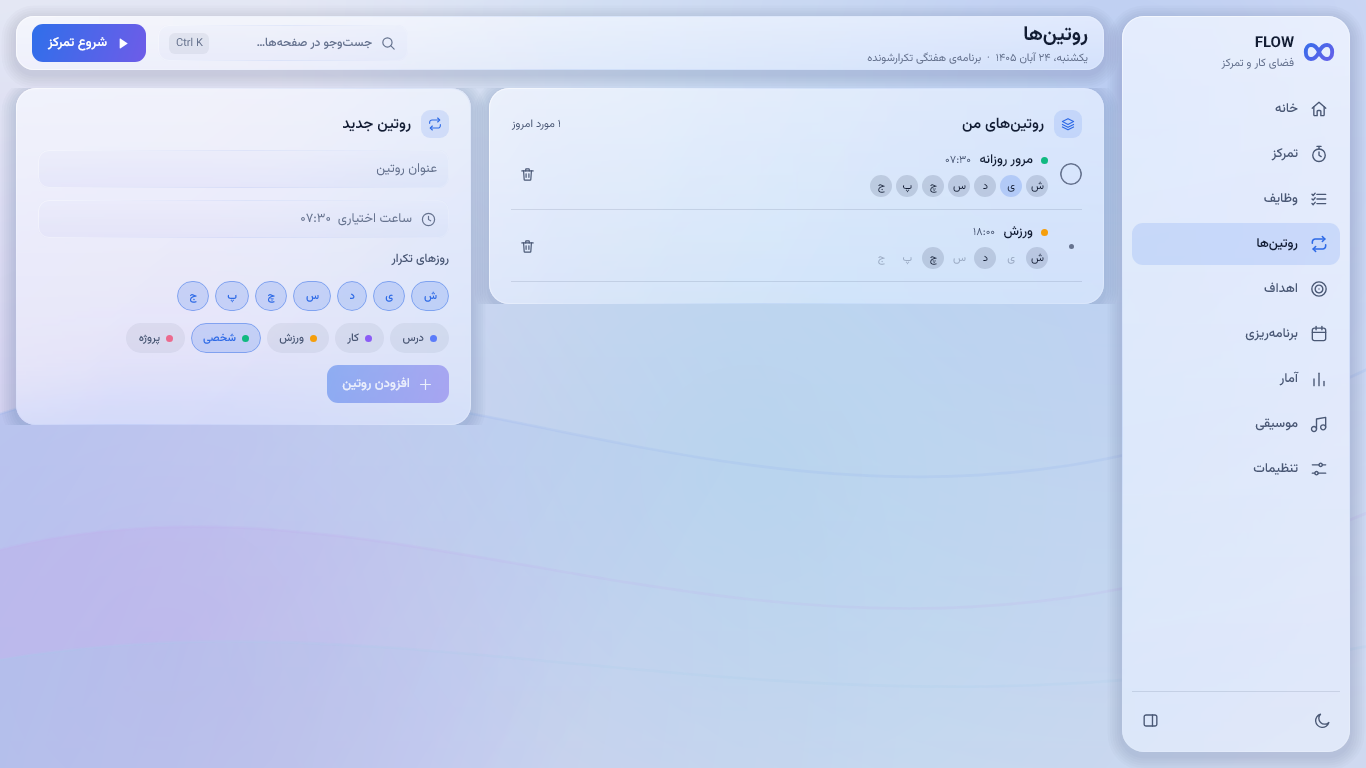 FLOW
فضای کار و تمرکز
خانه
تمرکز
وظایف
روتین‌ها
اهداف
برنامه‌ریزی
آمار
موسیقی
تنظیمات
روتین‌ها
یکشنبه، ۲۴ آبان ۱۴۰۵ · برنامه‌ی هفتگی تکرارشونده
جست‌وجو در صفحه‌ها... Ctrl K
شروع تمرکز
روتین‌های من
۱ مورد امروز
مرور روزانه ۰۷:۳۰
ش ی د س چ پ ج
ورزش ۱۸:۰۰
ش ی د س چ پ ج
روتین جدید
عنوان روتین
ساعت اختیاری ۰۷:۳۰
روزهای تکرار
ش ی د س چ پ ج
درس کار ورزش شخصی پروژه
افزودن روتین